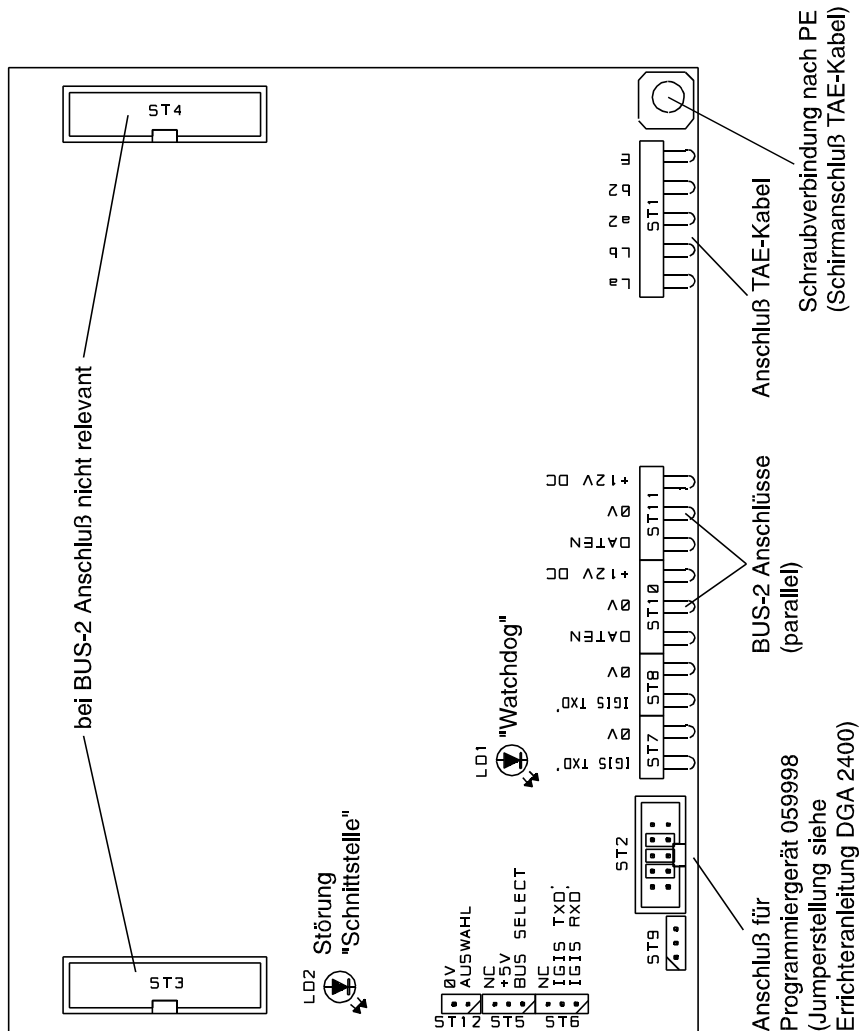 ST4
bei BUS-2 Anschluß nicht relevant
ST3
Schraubverbindung nach PE
(Schirmanschluß TAE-Kabel)
E
b2
a2
Lb
La
ST1
Anschluß TAE-Kabel
+12V DC
0V
DATEN
ST11
+12V DC
0V
DATEN
ST10
0V
IGIS TXD'
ST8
0V
IGIS TXD'
ST7
BUS-2 Anschlüsse
(parallel)
LD1
"Watchdog"
LD2
Störung
"Schnittstelle"
0V
AUSWAHL
ST12
NC
+5V
BUS SELECT
ST5
NC
IGIS TXD'
IGIS RXD'
ST6
ST2
ST9
Anschluß für
Programmiergerät 059998
(Jumperstellung siehe
Errichteranleitung DGA 2400)